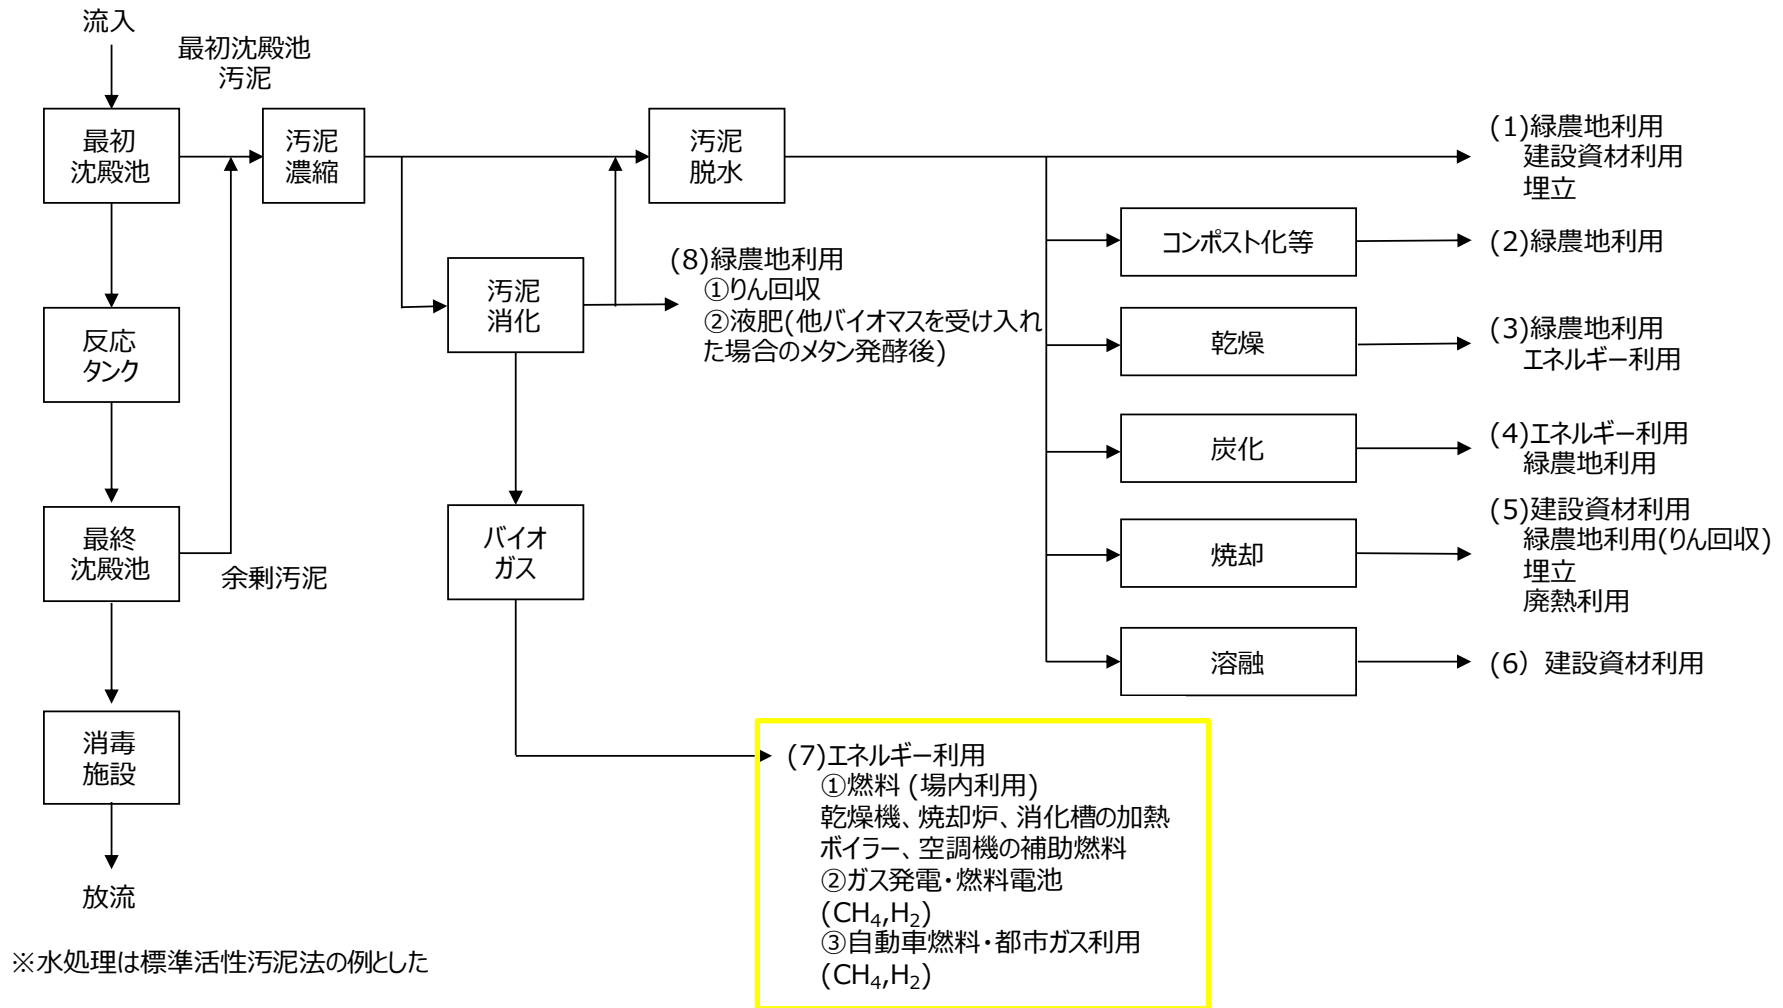 流入
最初沈殿池
汚泥
最初
沈殿池
汚泥
濃縮
汚泥
脱水
(1)緑農地利用
建設資材利用
埋立
コンポスト化等
(2)緑農地利用
(8)緑農地利用
①りん回収
②液肥(他バイオマスを受け入れ
た場合のメタン発酵後)
汚泥
消化
反応
タンク
乾燥
(3)緑農地利用
エネルギー利用
炭化
(4)エネルギー利用
緑農地利用
最終
沈殿池
余剰汚泥
バイオ
ガス
焼却
(5)建設資材利用
緑農地利用(りん回収)
埋立
廃熱利用
溶融
(6) 建設資材利用
消毒
施設
放流
(7)エネルギー利用
①燃料 (場内利用)
乾燥機、焼却炉、消化槽の加熱
ボイラー、空調機の補助燃料
②ガス発電・燃料電池
(CH₄,H₂)
③自動車燃料・都市ガス利用
(CH₄,H₂)
※水処理は標準活性汚泥法の例とした